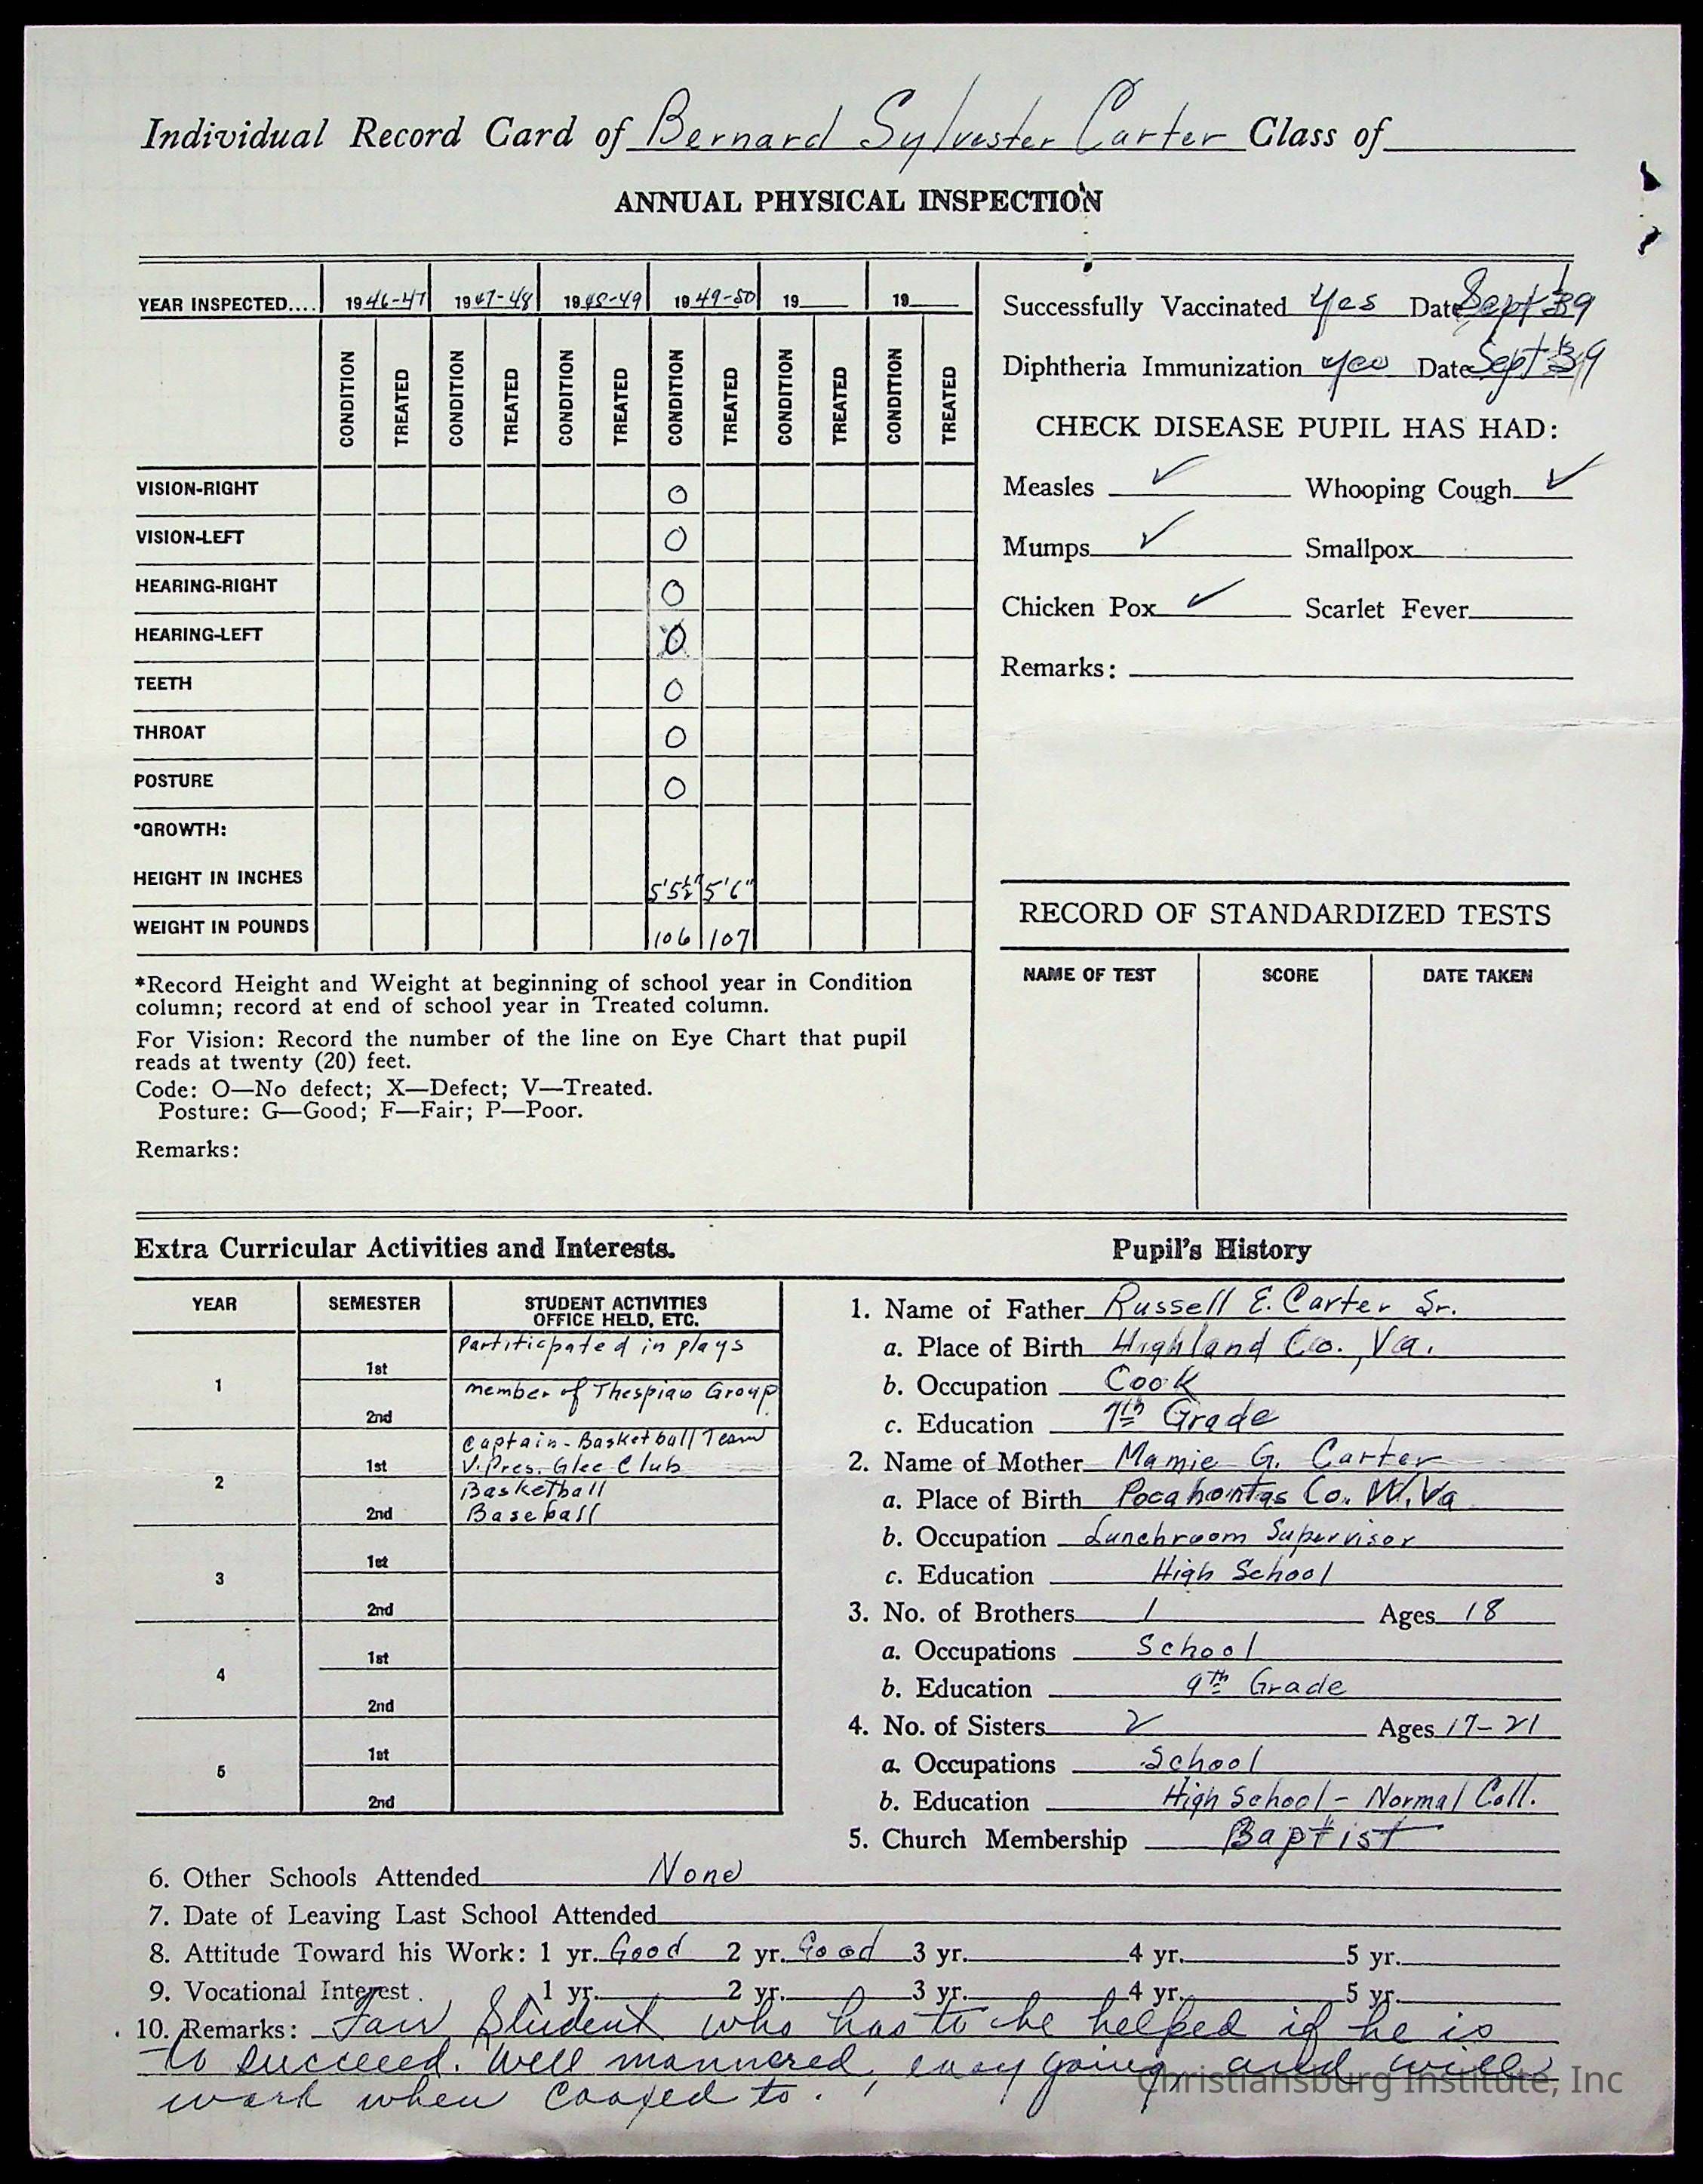 Individual Record Card of Bernard Sylvester Carter Class of
ANNUAL PHYSICAL INSPECTION
YEAR INSPECTED.... 1946-47 1947-48 1948-49 1949-50 19 19
CONDITION TREATED CONDITION TREATED CONDITION TREATED CONDITION TREATED CONDITION TREATED CONDITION TREATED
VISION-RIGHT O
VISION-LEFT O
HEARING-RIGHT O
HEARING-LEFT O
TEETH O
THROAT O
POSTURE O
*GROWTH:
HEIGHT IN INCHES 5'5½" 5'6"
WEIGHT IN POUNDS 106 107
*Record Height and Weight at beginning of school year in Condition
column; record at end of school year in Treated column.
For Vision: Record the number of the line on Eye Chart that pupil
reads at twenty (20) feet.
Code: O—No defect; X—Defect; V—Treated.
Posture: G—Good; F—Fair; P—Poor.
Remarks:
Successfully Vaccinated Yes Date Sept 39
Diphtheria Immunization yes Date Sept 39
CHECK DISEASE PUPIL HAS HAD:
Measles ✓ Whooping Cough ✓
Mumps ✓ Smallpox
Chicken Pox ✓ Scarlet Fever
Remarks:
RECORD OF STANDARDIZED TESTS
NAME OF TEST SCORE DATE TAKEN
Extra Curricular Activities and Interests.
YEAR SEMESTER STUDENT ACTIVITIES
OFFICE HELD, ETC.
1 1st Partiticipated in plays
2nd member of Thespian Group
2 1st Captain-Basketball Team
V. Pres. Glee Club
2nd Basketball
Baseball
3 1st
2nd
4 1st
2nd
5 1st
2nd
Pupil's History
1. Name of Father Russell E. Carter Sr.
a. Place of Birth Highland Co., Va.
b. Occupation Cook
c. Education 7th Grade
2. Name of Mother Mamie G. Carter
a. Place of Birth Pocahontas Co. W. Va
b. Occupation Lunchroom Supervisor
c. Education High School
3. No. of Brothers 1 Ages 18
a. Occupations School
b. Education 9th Grade
4. No. of Sisters 2 Ages 17-21
a. Occupations School
b. Education High School - Normal Coll.
5. Church Membership Baptist
6. Other Schools Attended None
7. Date of Leaving Last School Attended
8. Attitude Toward his Work: 1 yr. Good 2 yr. Good 3 yr. 4 yr. 5 yr.
9. Vocational Interest 1 yr. 2 yr. 3 yr. 4 yr. 5 yr.
10. Remarks: Fair Student who has to be helped if he is
to succeed. Well mannered, easy going, and will
work when coaxed to.
Christiansburg Institute, Inc